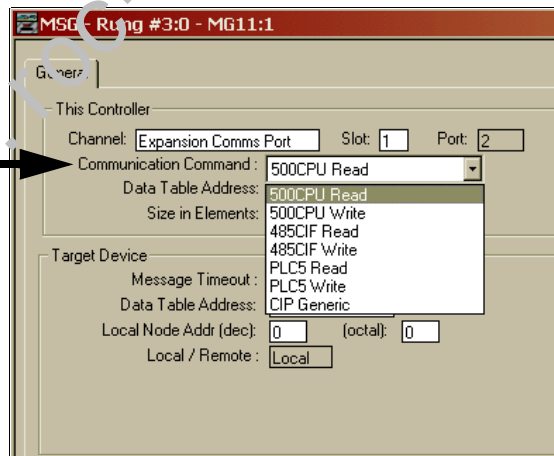 MSG - Rung #3:0 - MG11:1
General
This Controller
Channel: Expansion Comms Port Slot: 1 Port: 2
Communication Command : 500CPU Read
Data Table Address:
500CPU Read
Size in Elements:
500CPU Write
485CIF Read
485CIF Write
PLC5 Read
PLC5 Write
CIP Generic
Target Device
Message Timeout :
Data Table Address:
Local Node Addr (dec): 0 (octal): 0
Local / Remote : Local